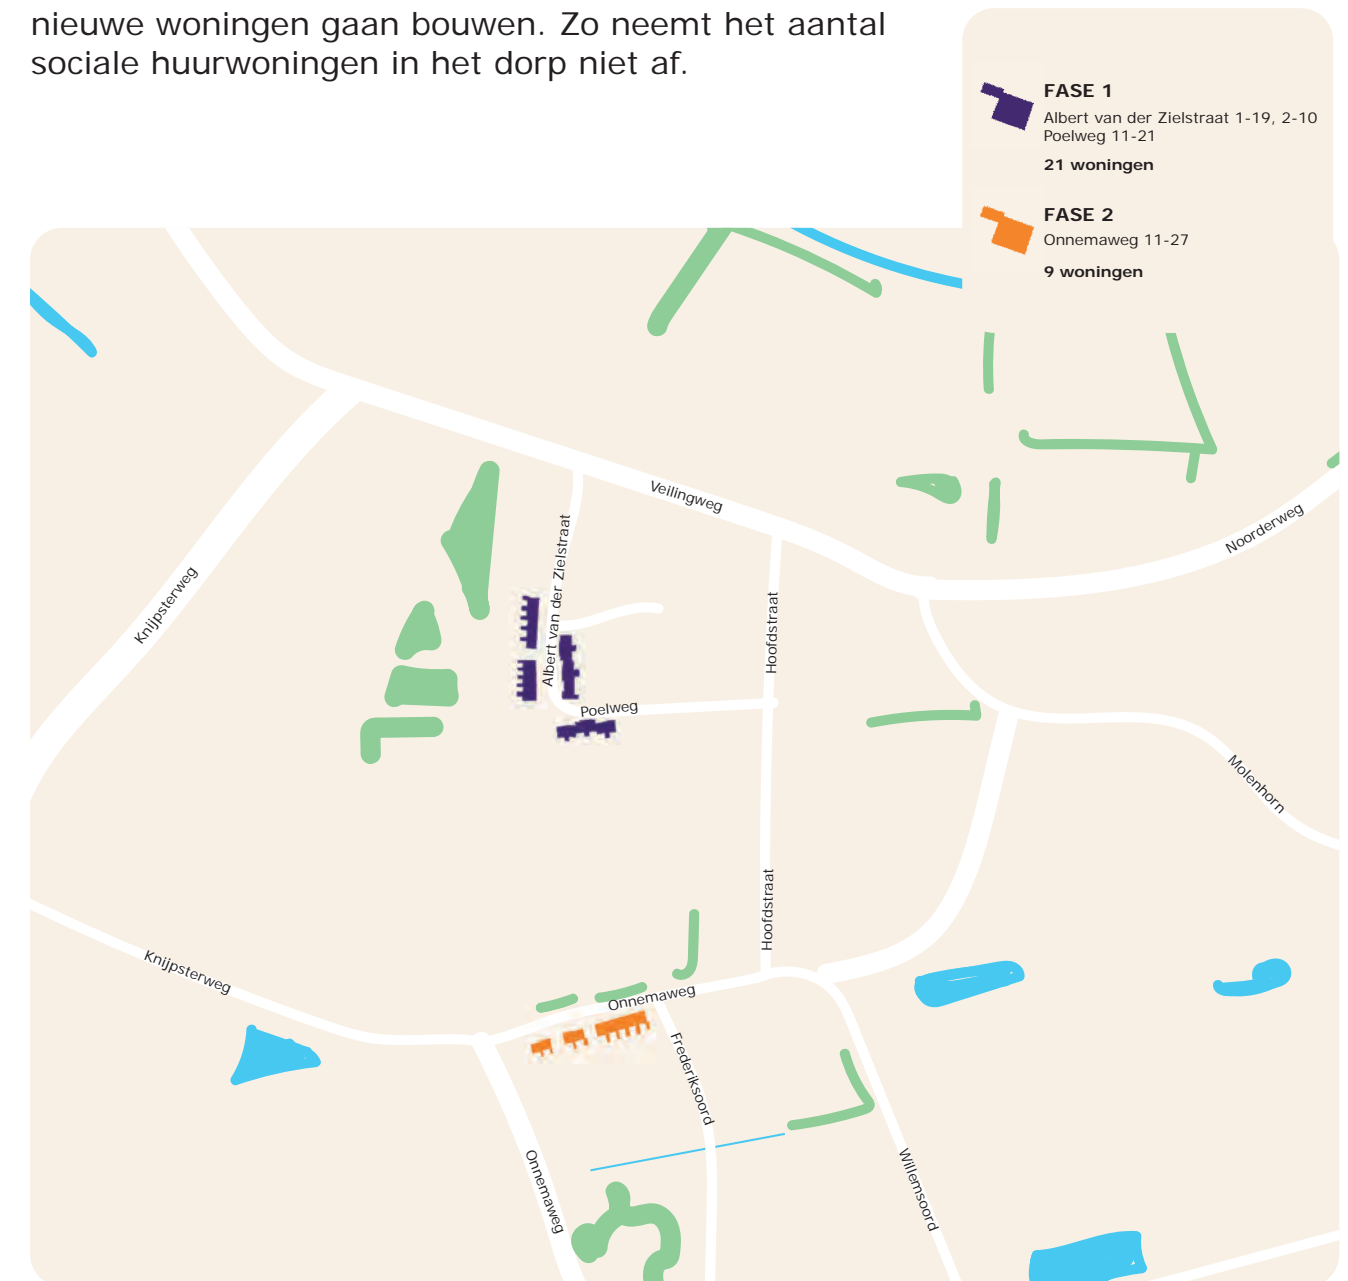 nieuwe woningen gaan bouwen. Zo neemt het aantal
sociale huurwoningen in het dorp niet af.
FASE 1
Albert van der Zielstraat 1-19, 2-10
Poelweg 11-21
21 woningen
FASE 2
Onnemaweg 11-27
9 woningen
Veilingweg
Noorderweg
Albert van der Zielstraat
Knijpsterweg
Hoofdstraat
Poelweg
Molenhorn
Hoofdstraat
Knijpsterweg
Onnemaweg
Frederiksoord
Onnemaweg
Willemsoord